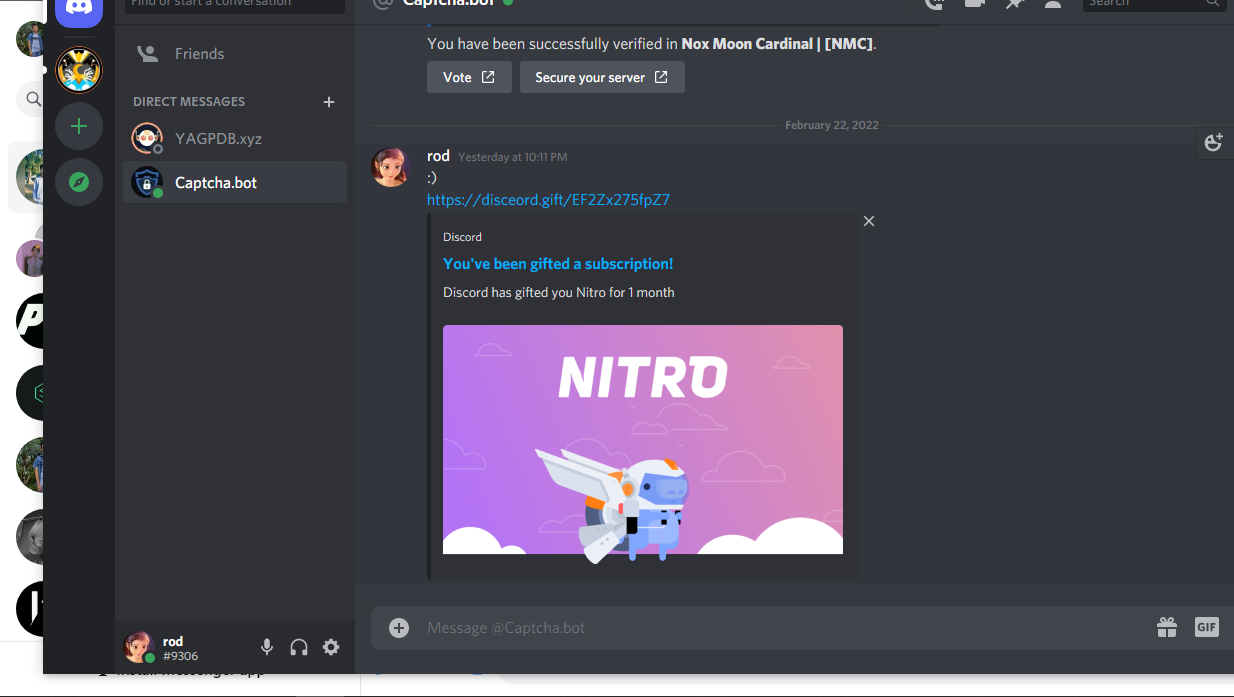 Find or start a conversation
Captcha.bot
Search
Friends
DIRECT MESSAGES
YAGPDB.xyz
Captcha.bot
You have been successfully verified in Nox Moon Cardinal | [NMC].
Vote
Secure your server
February 22, 2022
rod Yesterday at 10:11 PM
:)
https://disceord.gift/EF2Zx275fpZ7
Discord
You've been gifted a subscription!
Discord has gifted you Nitro for 1 month
NITRO
Message @Captcha.bot
GIF
rod
#9306
Install Messenger app